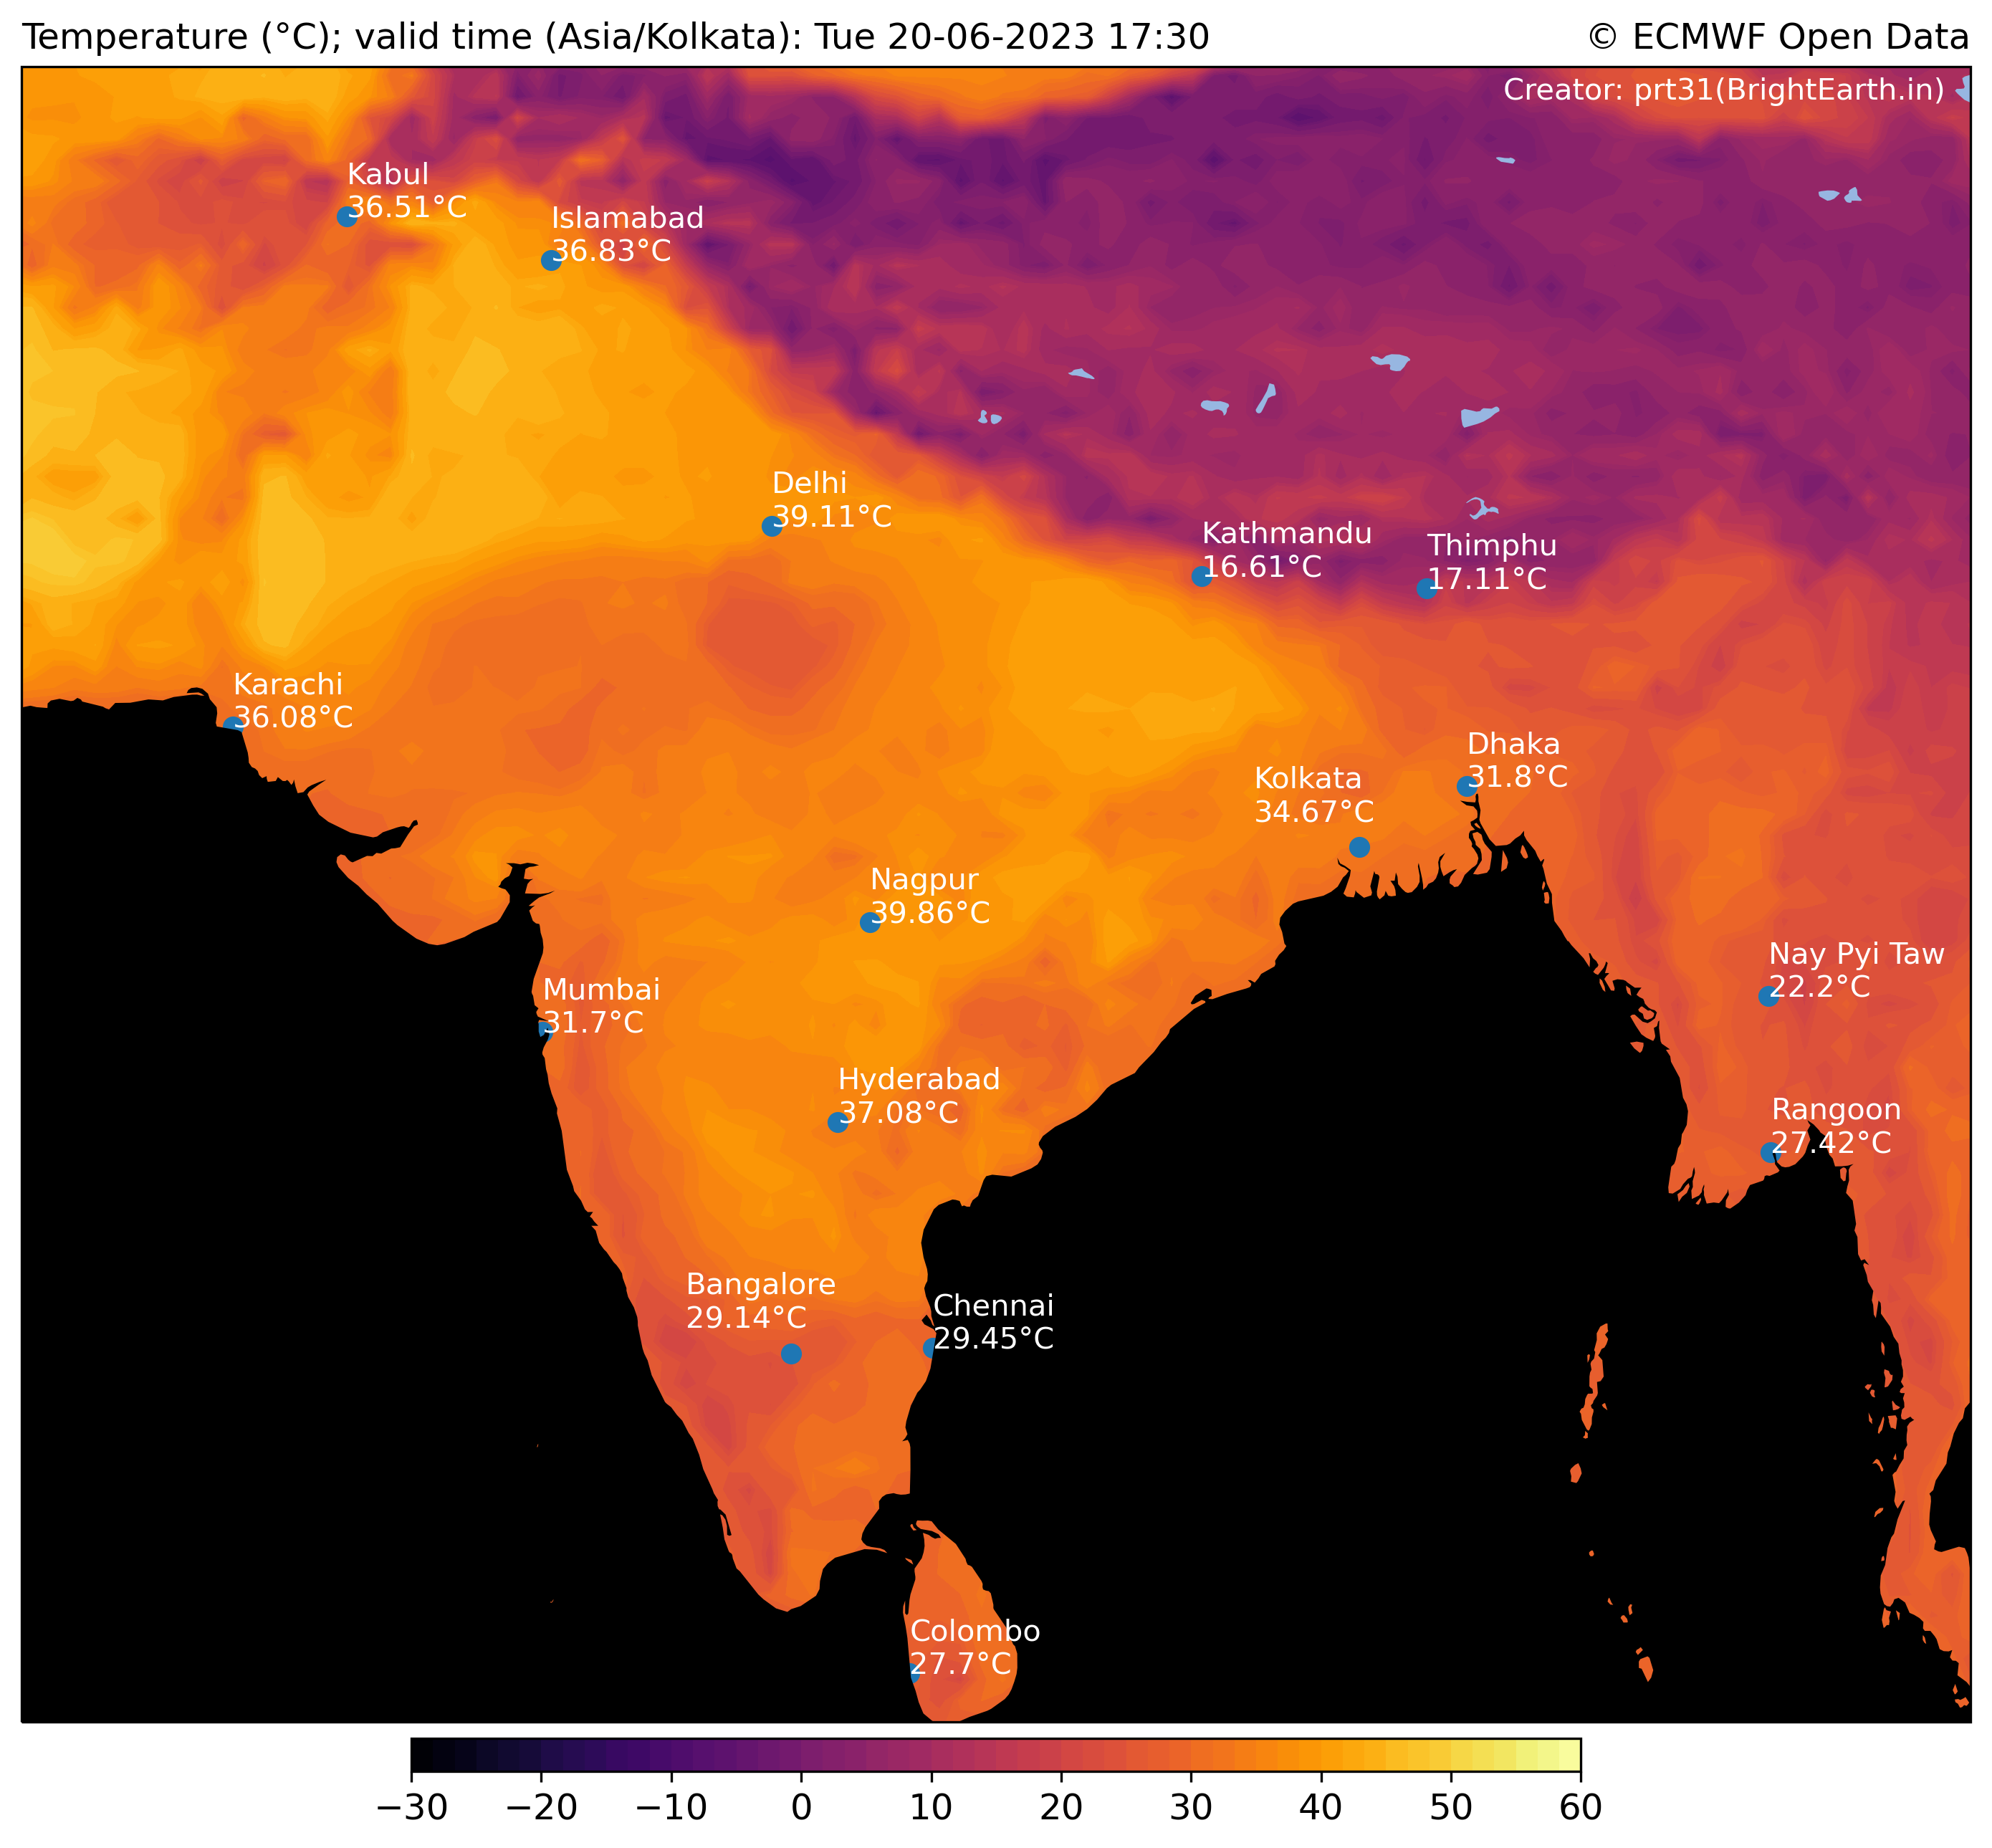 Temperature (°C); valid time (Asia/Kolkata): Tue 20-06-2023 17:30
© ECMWF Open Data
Creator: prt31(BrightEarth.in)
Kabul
36.51°C
Islamabad
36.83°C
Delhi
39.11°C
Kathmandu
16.61°C
Thimphu
17.11°C
Karachi
36.08°C
Dhaka
31.8°C
Kolkata
34.67°C
Nagpur
39.86°C
Nay Pyi Taw
22.2°C
Mumbai
31.7°C
Hyderabad
37.08°C
Rangoon
27.42°C
Bangalore
29.14°C
Chennai
29.45°C
Colombo
27.7°C
−30 −20 −10 0 10 20 30 40 50 60